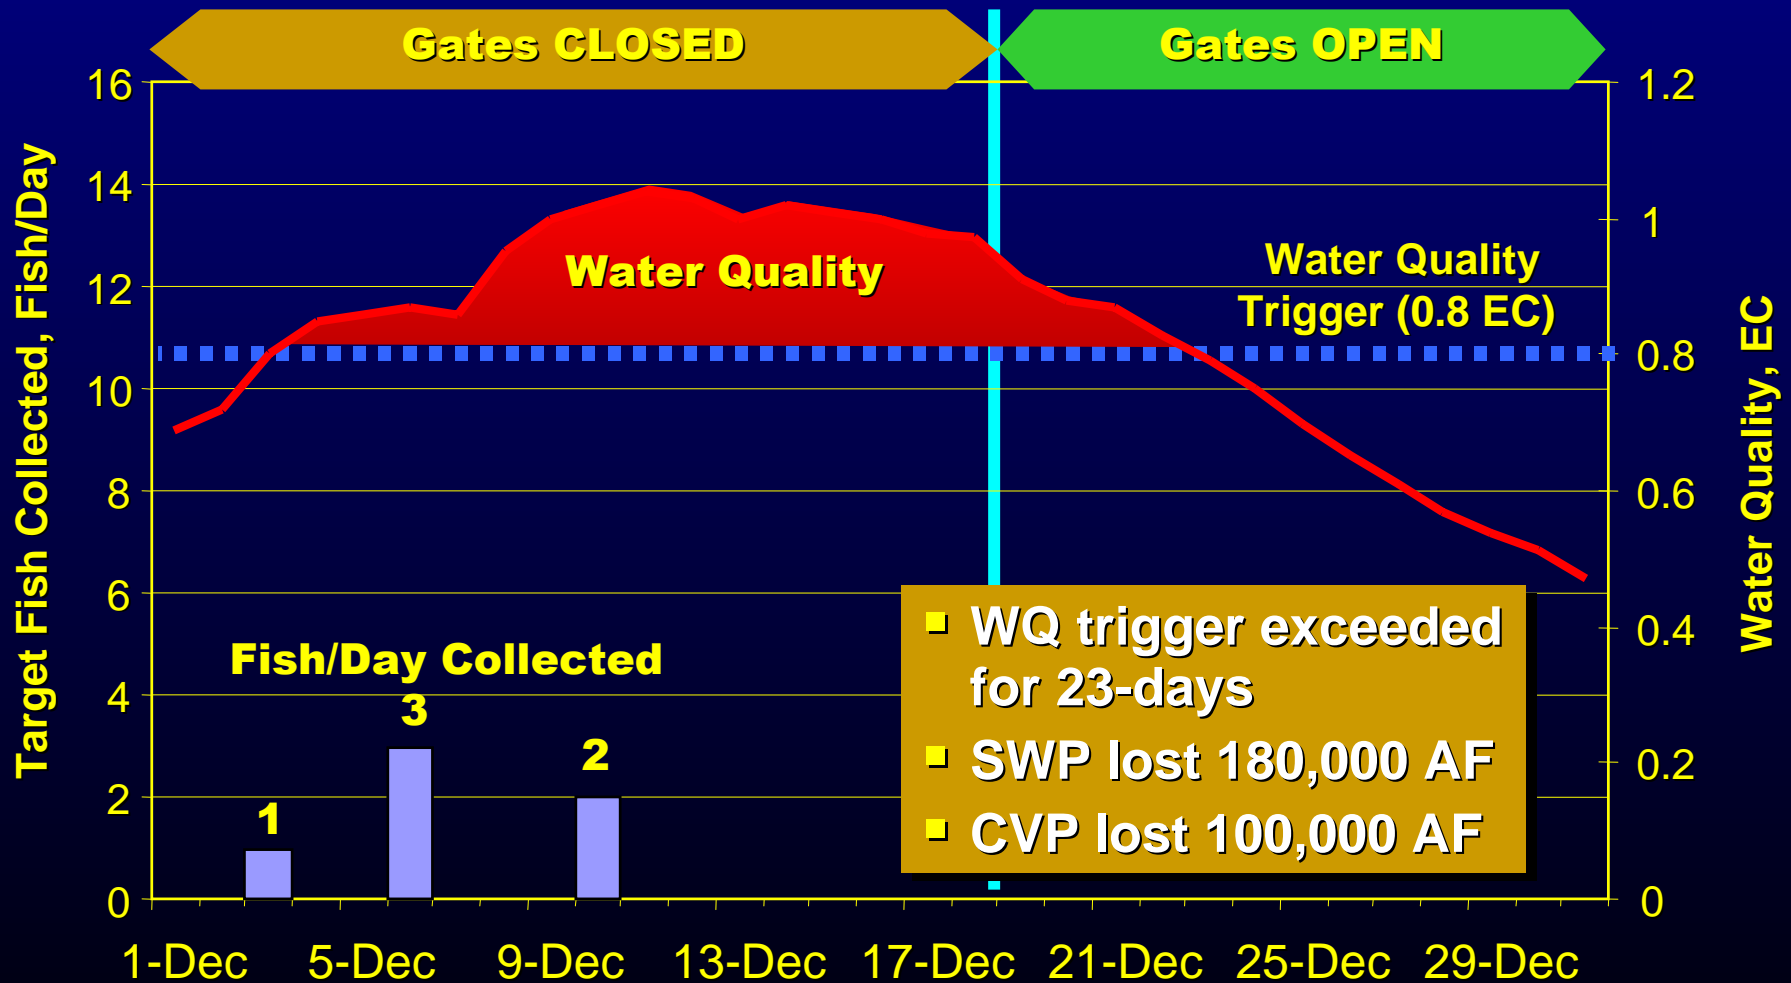 Gates CLOSED
Gates OPEN
16
14
12
10
8
6
4
2
0
Target Fish Collected, Fish/Day
1.2
1
0.8
0.6
0.4
0.2
0
Water Quality, EC
Water Quality
Water Quality
Trigger (0.8 EC)
Fish/Day Collected
1
3
2
WQ trigger exceeded
for 23-days
SWP lost 180,000 AF
CVP lost 100,000 AF
1-Dec 5-Dec 9-Dec 13-Dec 17-Dec 21-Dec 25-Dec 29-Dec